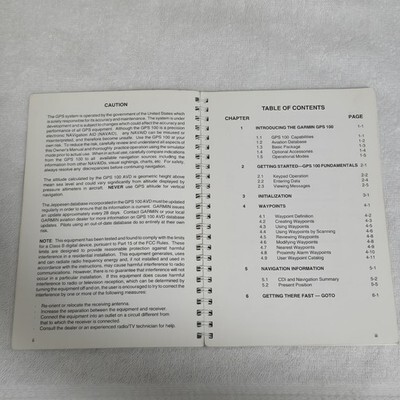 CAUTION
The GPS system is operated by the government of the United States which
is solely responsible for its accuracy and maintenance. The system is under
development and is subject to changes which could affect the accuracy and
performance of all GPS equipment. Although the GPS 100 is a precision
electronic NAVigation AID (NAVAID), any NAVAID can be misused or
misinterpreted, and therefore become unsafe. Use the GPS 100 at your
own risk. To reduce the risk, carefully review and understand all aspects of
this Owner's Manual and thoroughly practice operation using the simulator
mode prior to actual use. When in actual use, carefully compare indications
from the GPS 100 to all available navigation sources including the
information from other NAVAIDs, visual sightings, charts, etc. For safety,
always resolve any discrepancies before continuing navigation.
The altitude calculated by the GPS 100 AVD is geometric height above
mean sea level and could vary significantly from altitude displayed by
pressure altimeters in aircraft. NEVER use GPS altitude for vertical
navigation.
The Jeppesen database incorporated in the GPS 100 AVD must be updated
regularly in order to ensure that its information is current. GARMIN issues
an update approximately every 28 days. Contact GARMIN or your local
GARMIN aviation dealer for more information on GPS 100 AVD database
updates. Pilots using an out-of-date database do so entirely at their own
risk.
NOTE: This equipment has been tested and found to comply with the limits
for a Class B digital device, pursuant to Part 15 of the FCC Rules. These
limits are designed to provide reasonable protection against harmful
interference in a residential installation. This equipment generates, uses
and can radiate radio frequency energy and, if not installed and used in
accordance with the instructions, may cause harmful interference to radio
communications. However, there is no guarantee that interference will not
occur in a particular installation. If this equipment does cause harmful
interference to radio or television reception, which can be determined by
turning the equipment off and on, the user is encouraged to try to correct the
interference by one or more of the following measures:
Re-orient or relocate the receiving antenna.
Increase the separation between the equipment and receiver.
Connect the equipment into an outlet on a circuit different from
that to which the receiver is connected.
Consult the dealer or an experienced radio/TV technician for help.
TABLE OF CONTENTS
CHAPTER PAGE
1 INTRODUCING THE GARMIN GPS 100 1-1
1.1 GPS 100 Capabilities 1-1
1.2 Aviation Database
1.3 Basic Package
1.4 Optional Accessories
1.5 Operational Modes
2 GETTING STARTED—GPS 100 FUNDAMENTALS 2-1
2.1 Keypad Operation 2-2
2.2 Entering Data 2-4
2.3 Viewing Messages 2-5
3 INITIALIZATION 3-1
4 WAYPOINTS 4-1
4.1 Waypoint Definition 4-2
4.2 Creating Waypoints 4-3
4.3 Using Waypoints 4-5
4.4 Using Waypoints by Scanning 4-6
4.5 Reviewing Waypoints 4-8
4.6 Modifying Waypoints 4-8
4.7 Nearest Waypoints 4-9
4.8 Proximity Alarm Waypoints 4-10
4.9 User Waypoint Catalog 4-11
5 NAVIGATION INFORMATION 5-1
5.1 CDI and Navigation Summary 5-2
5.2 Present Position 5-5
6 GETTING THERE FAST — GOTO 6-1